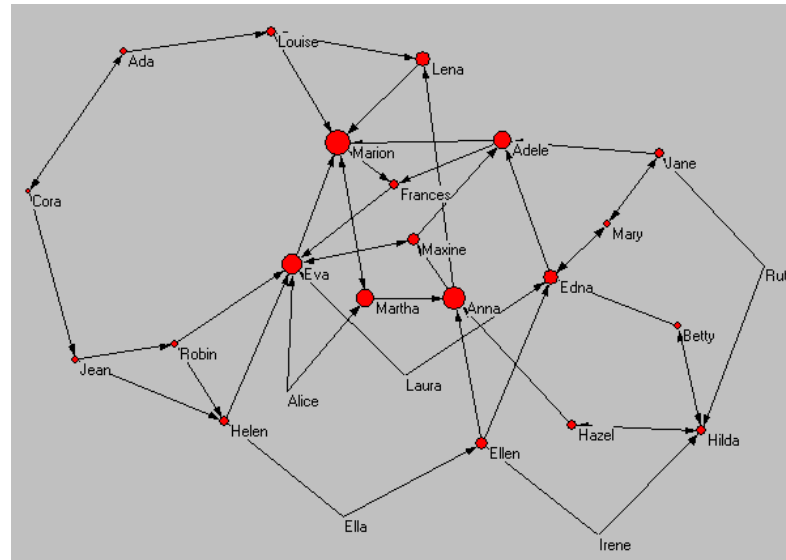 Louise
Ada
Lena
Marion
Adele
Jane
Frances
Cora
Mary
Maxine
Eva
Rut
Edna
Martha
Anna
Betty
Robin
Jean
Laura
Alice
Helen
Hazel
Hilda
Ellen
Ella
Irene